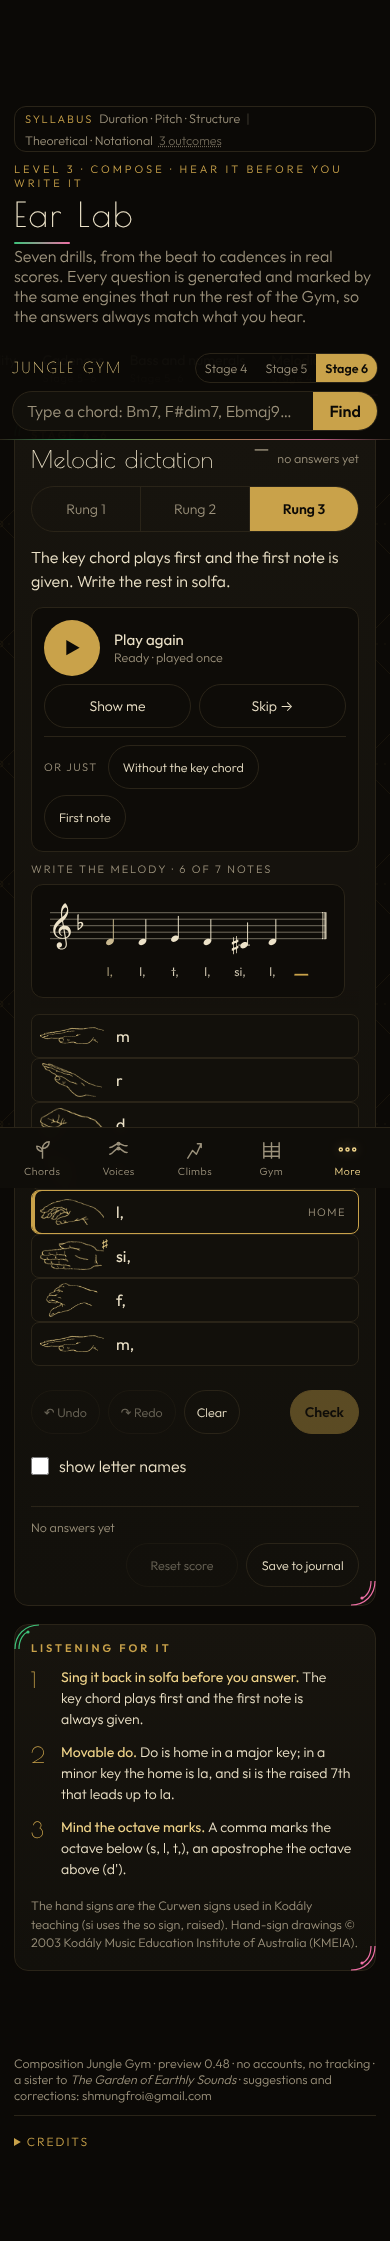 SYLLABUS Duration · Pitch · Structure |
Theoretical · Notational 3 outcomes
LEVEL 3 · COMPOSE · HEAR IT BEFORE YOU
WRITE IT
Ear Lab
Seven drills, from the beat to cadences in real
scores. Every question is generated and marked by
the same engines that run the rest of the Gym, so
the answers always match what you hear.
JUNGLE GYM Stage 4 Stage 5 Stage 6
Type a chord: Bm7, F#dim7, Ebmaj9... Find
Melodic dictation — no answers yet
Rung 1 Rung 2 Rung 3
The key chord plays first and the first note is
given. Write the rest in solfa.
Play again
Ready · played once
Show me Skip →
OR JUST Without the key chord
First note
WRITE THE MELODY · 6 OF 7 NOTES
l, l, t, l, si, l,
m
r
d
Chords Voices Climbs Gym More
l, HOME
si,
f,
m,
↶ Undo ↷ Redo Clear Check
show letter names
No answers yet
Reset score Save to journal
LISTENING FOR IT
1 Sing it back in solfa before you answer. The
key chord plays first and the first note is
always given.
2 Movable do. Do is home in a major key; in a
minor key the home is la, and si is the raised 7th
that leads up to la.
3 Mind the octave marks. A comma marks the
octave below (s, l, t,), an apostrophe the octave
above (d').
The hand signs are the Curwen signs used in Kodály
teaching (si uses the so sign, raised). Hand-sign drawings ©
2003 Kodály Music Education Institute of Australia (KMEIA).
Composition Jungle Gym · preview 0.48 · no accounts, no tracking ·
a sister to The Garden of Earthly Sounds · suggestions and
corrections: shmungfroi@gmail.com
▶ CREDITS